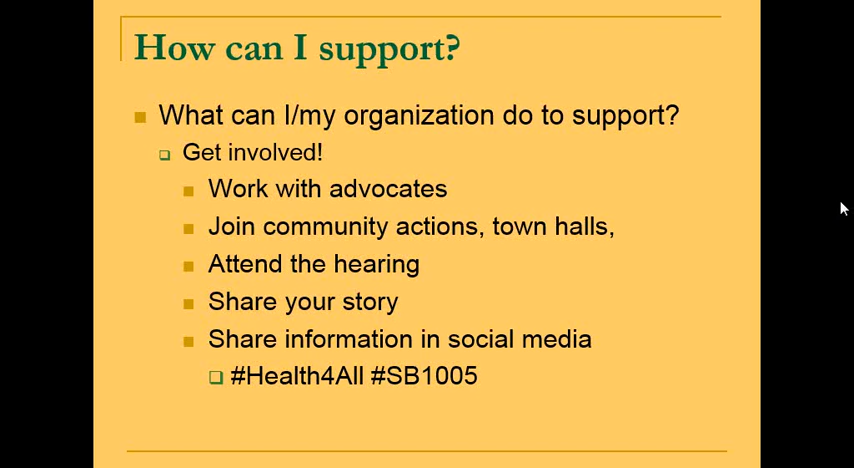 How can I support?
What can I/my organization do to support?
Get involved!
Work with advocates
Join community actions, town halls,
Attend the hearing
Share your story
Share information in social media
#Health4All #SB1005